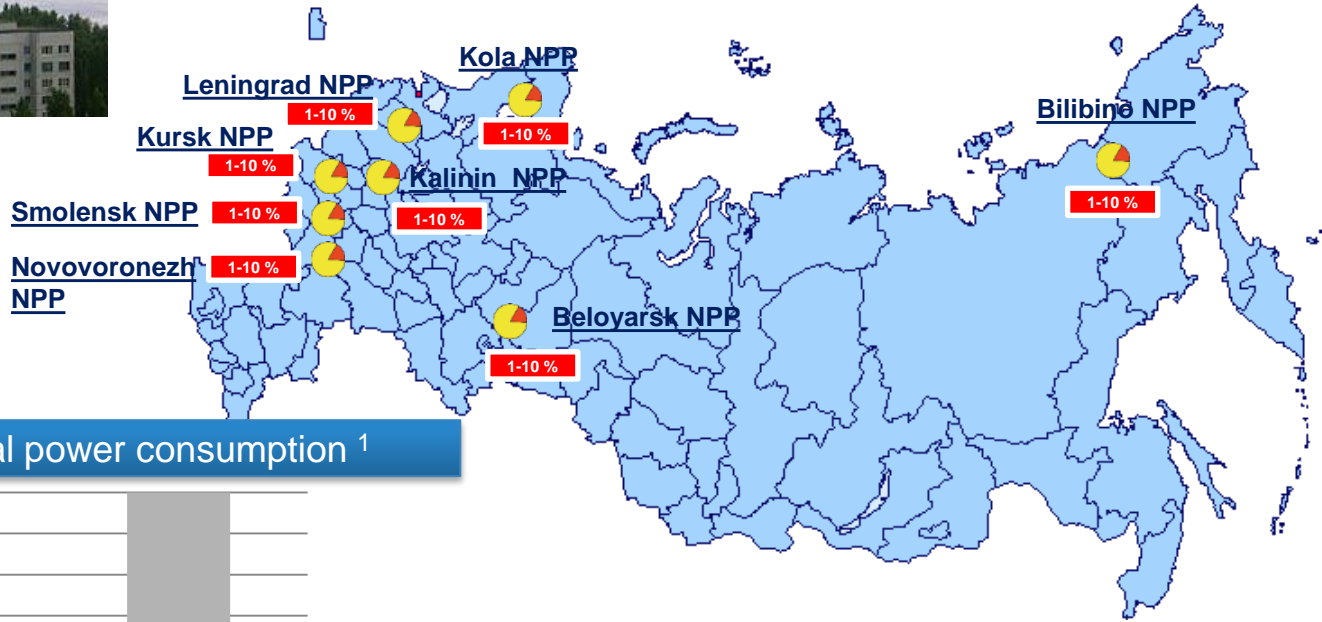 Kola NPP
Leningrad NPP
1-10 %
1-10 %
Bilibino NPP
1-10 %
Kursk NPP
1-10 %
Kalinin NPP
1-10 %
Smolensk NPP
1-10 %
Novovoronezh
NPP
1-10 %
Beloyarsk NPP
1-10 %
al power consumption ¹